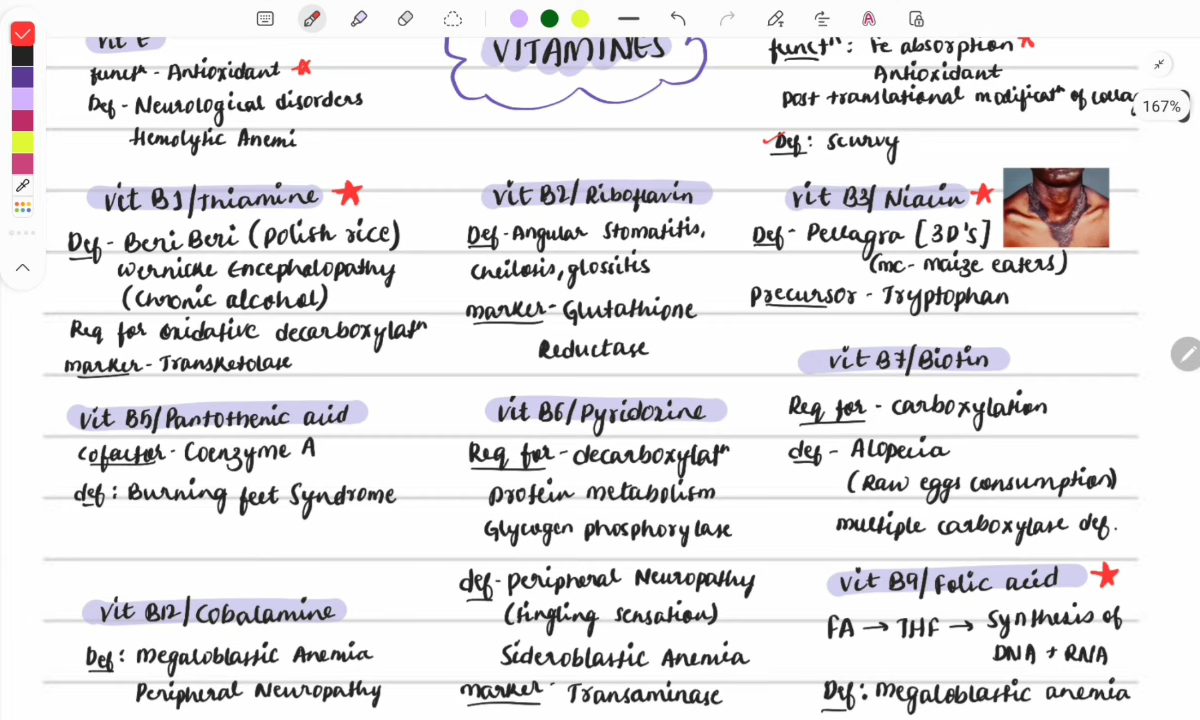 Vit E
functn - Antioxidant
Def - Neurological disorders
Hemolytic Anemi
VITAMINES
functn : Fe absorption
Antioxidant
Post translational modificatn of colla
Def : scurvy
167%
Vit B1/Thiamine
Def - BeriBeri (Polish rice)
Wernicke Encephalopathy
(chronic alcohol)
Req for oxidative decarboxylatn
marker - Transketolase
Vit B2/Riboflavin
Def - Angular stomatitis,
cheilosis, glossitis
marker - Glutathione
Reductase
Vit B3/Niacin
Def - Pellagra [3D's]
(mc - maize eaters)
Precursor - Tryptophan
Vit B5/Pantothenic acid
cofactor - Coenzyme A
def : Burning feet Syndrome
Vit B6/Pyridoxine
Req for - decarboxylatn
Protein metabolism
Glycogen phosphorylase
def - Peripheral Neuropathy
(tingling sensation)
Sideroblastic Anemia
marker - Transaminase
Vit B7/Biotin
Req for - carboxylation
def - Alopecia
(Raw eggs consumption)
multiple carboxylase def.
Vit B12/Cobalamine
Def : Megaloblastic Anemia
Peripheral Neuropathy
Vit B9/Folic acid
FA → THF → Synthesis of
DNA + RNA
Def : Megaloblastic anemia